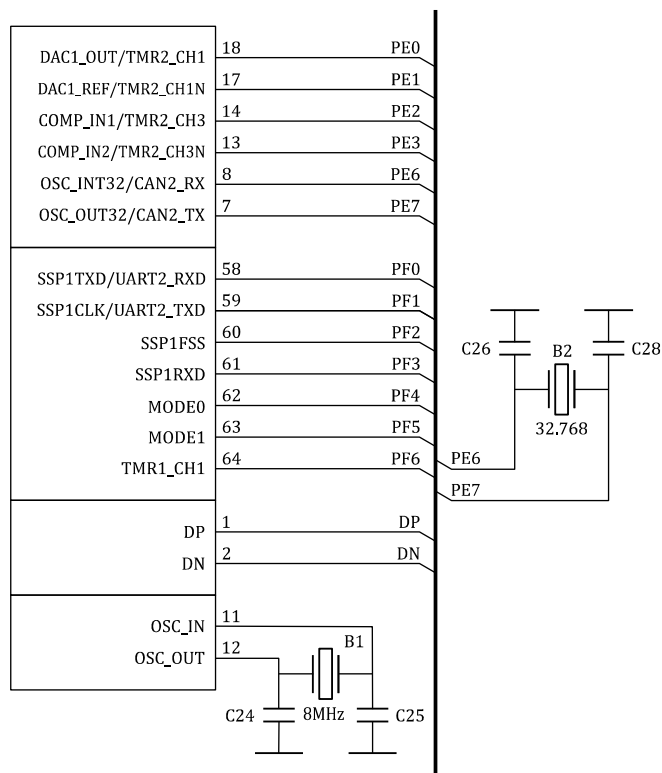 DAC1_OUT/TMR2_CH1 18 PE0
DAC1_REF/TMR2_CH1N 17 PE1
COMP_IN1/TMR2_CH3 14 PE2
COMP_IN2/TMR2_CH3N 13 PE3
OSC_INT32/CAN2_RX 8 PE6
OSC_OUT32/CAN2_TX 7 PE7
SSP1TXD/UART2_RXD 58 PF0
SSP1CLK/UART2_TXD 59 PF1
SSP1FSS 60 PF2
SSP1RXD 61 PF3
MODE0 62 PF4
MODE1 63 PF5
TMR1_CH1 64 PF6
C26 B2 C28
32.768
PE6
PE7
DP 1 DP
DN 2 DN
OSC_IN 11
OSC_OUT 12
B1
C24 8MHz C25